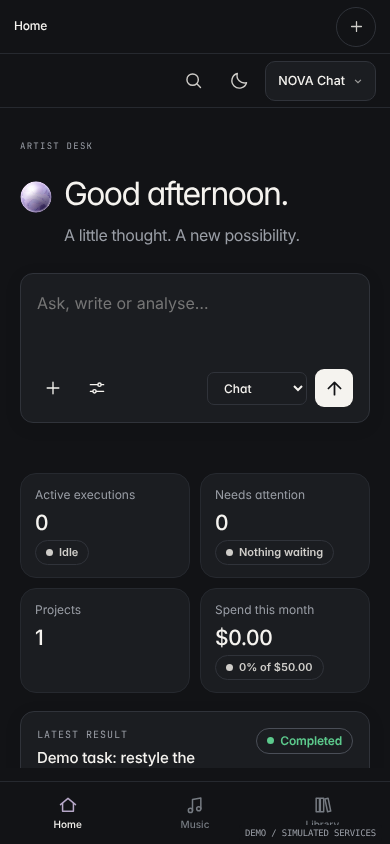 Home
NOVA Chat
ARTIST DESK
Good afternoon.
A little thought. A new possibility.
Ask, write or analyse...
Chat
Active executions
0
Idle
Needs attention
0
Nothing waiting
Projects
1
Spend this month
$0.00
0% of $50.00
LATEST RESULT
Completed
Demo task: restyle the
Home
Music
Library
DEMO / SIMULATED SERVICES